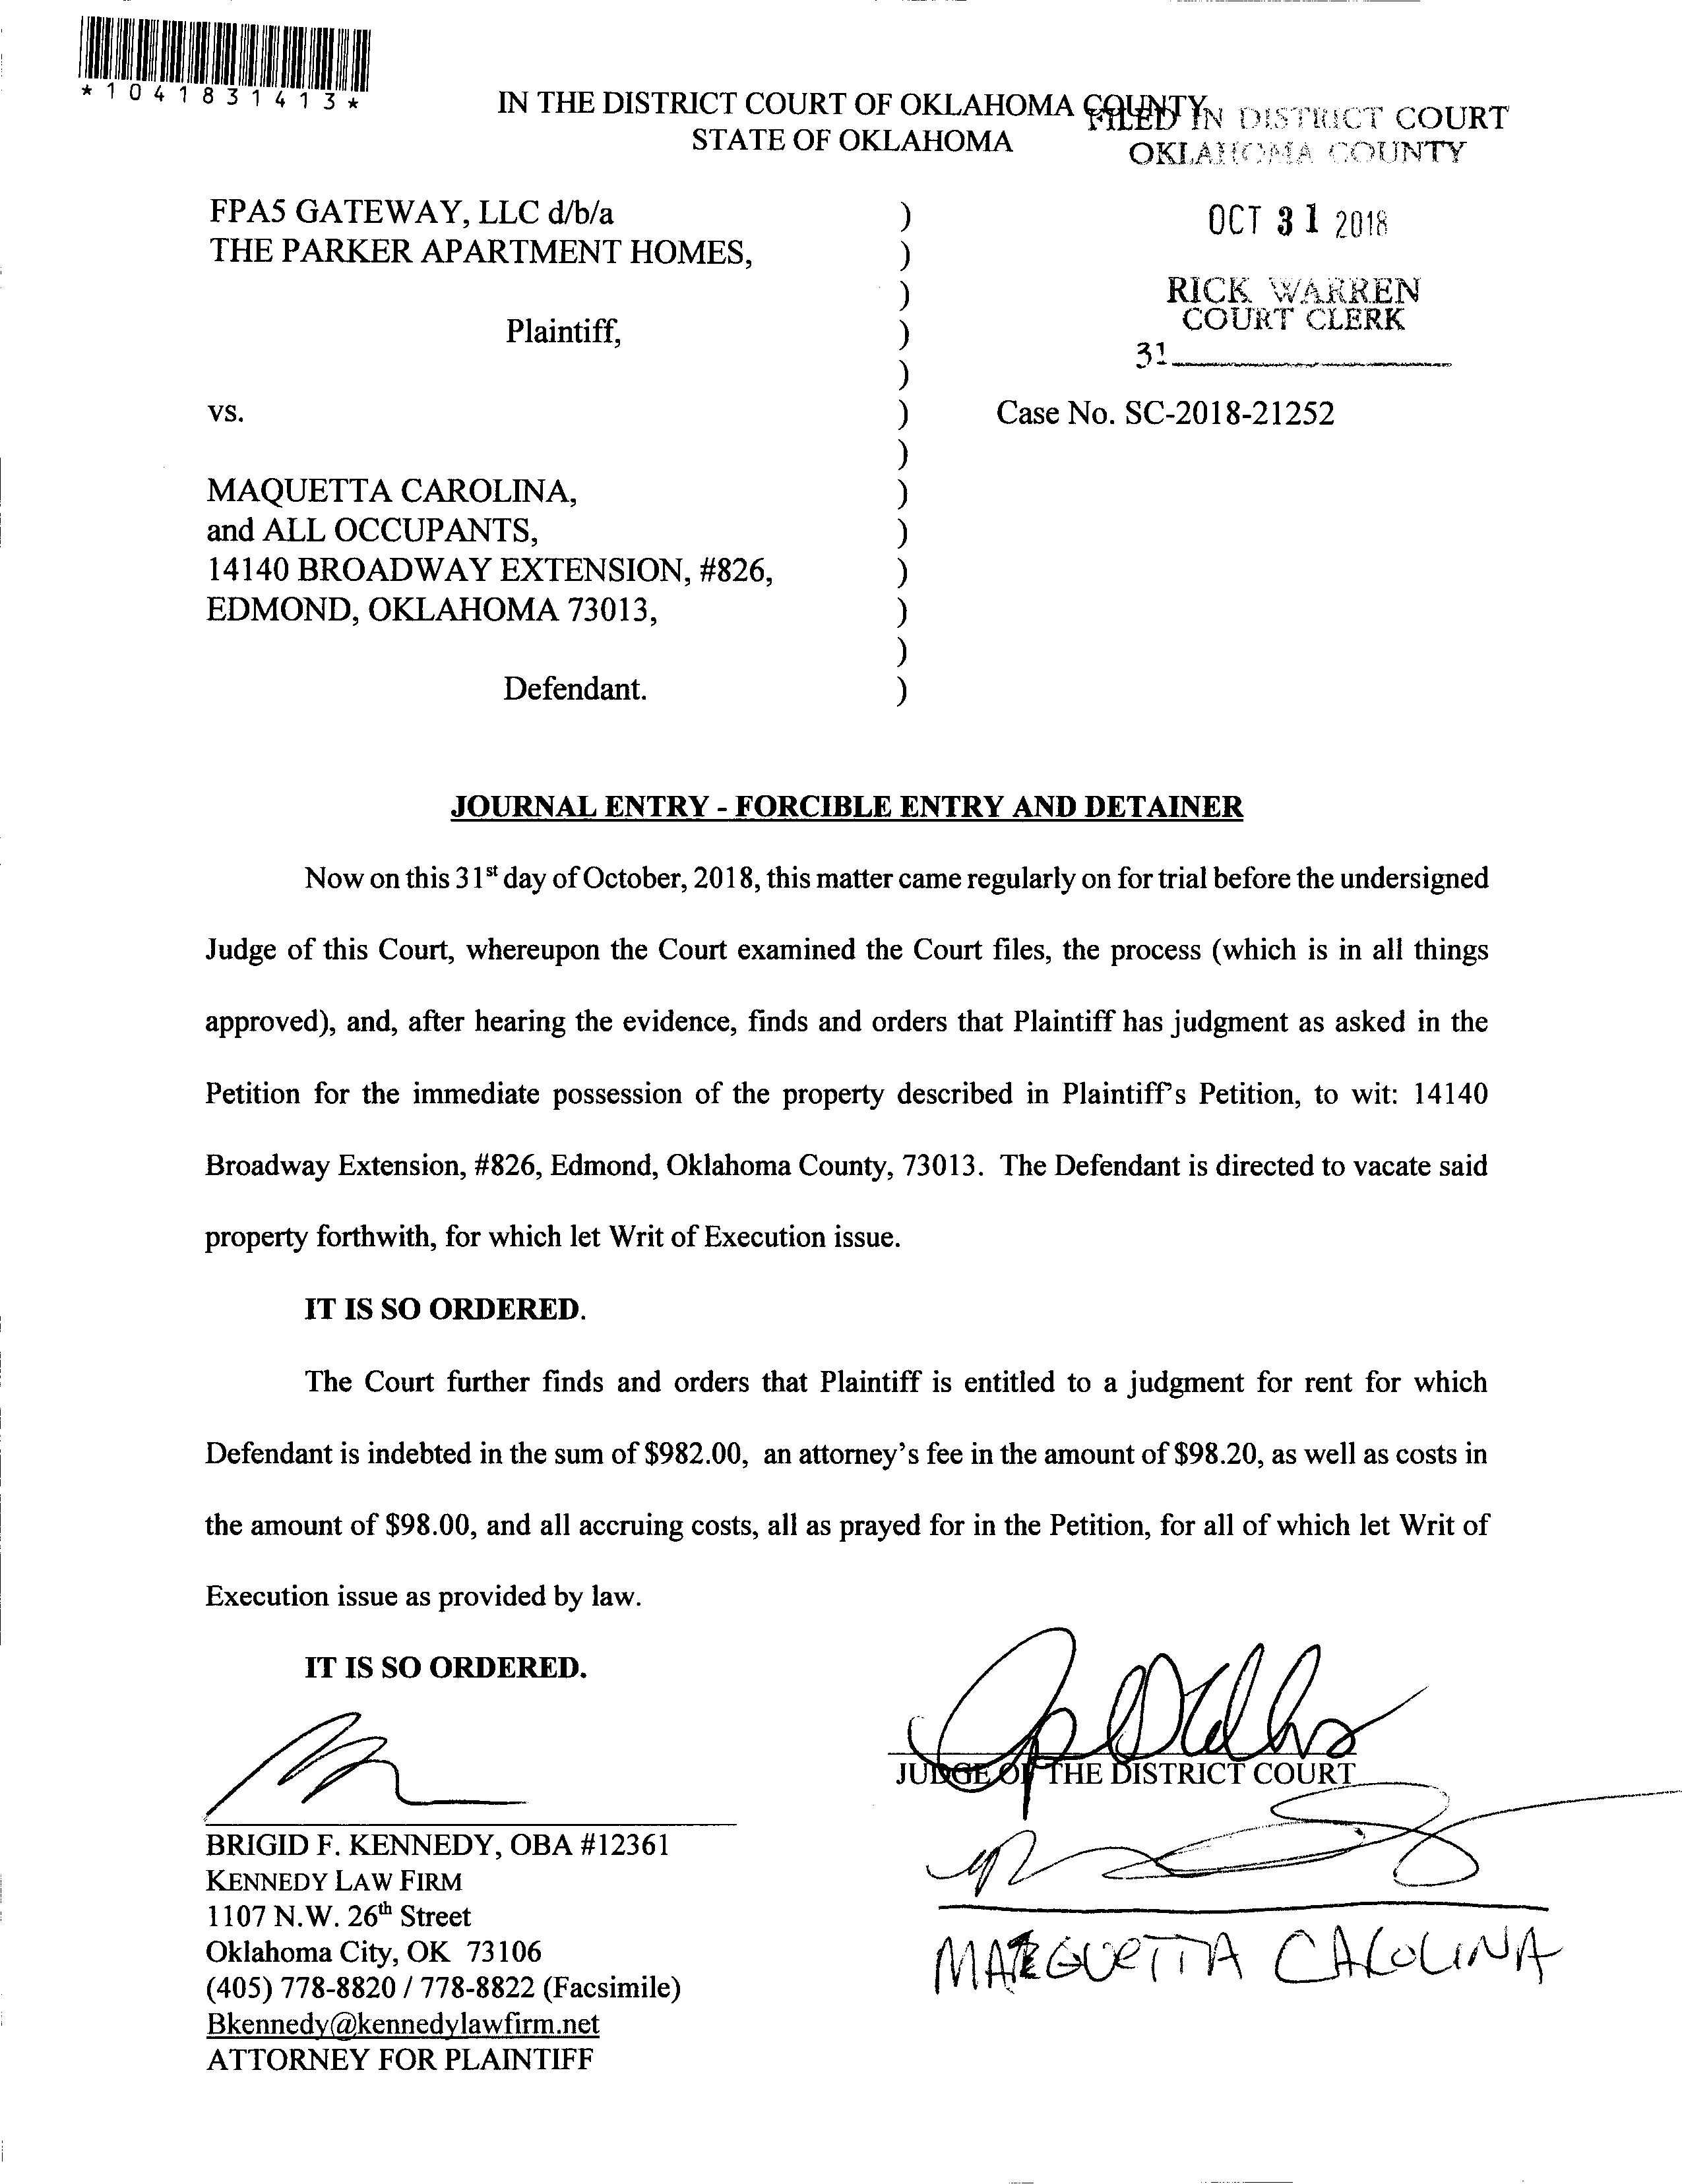 *1041831413*
IN THE DISTRICT COURT OF OKLAHOMA COUNTY
STATE OF OKLAHOMA
FILED IN DISTRICT COURT
OKLAHOMA COUNTY
OCT 31 2018
RICK WARREN
COURT CLERK
31
FPA5 GATEWAY, LLC d/b/a )
THE PARKER APARTMENT HOMES, )
)
Plaintiff, )
)
vs. ) Case No. SC-2018-21252
)
MAQUETTA CAROLINA, )
and ALL OCCUPANTS, )
14140 BROADWAY EXTENSION, #826, )
EDMOND, OKLAHOMA 73013, )
)
Defendant. )
JOURNAL ENTRY - FORCIBLE ENTRY AND DETAINER
Now on this 31st day of October, 2018, this matter came regularly on for trial before the undersigned
Judge of this Court, whereupon the Court examined the Court files, the process (which is in all things
approved), and, after hearing the evidence, finds and orders that Plaintiff has judgment as asked in the
Petition for the immediate possession of the property described in Plaintiff's Petition, to wit: 14140
Broadway Extension, #826, Edmond, Oklahoma County, 73013. The Defendant is directed to vacate said
property forthwith, for which let Writ of Execution issue.
IT IS SO ORDERED.
The Court further finds and orders that Plaintiff is entitled to a judgment for rent for which
Defendant is indebted in the sum of $982.00, an attorney's fee in the amount of $98.20, as well as costs in
the amount of $98.00, and all accruing costs, all as prayed for in the Petition, for all of which let Writ of
Execution issue as provided by law.
IT IS SO ORDERED.
JUDGE OF THE DISTRICT COURT
BRIGID F. KENNEDY, OBA #12361
KENNEDY LAW FIRM
1107 N.W. 26th Street
Oklahoma City, OK 73106
(405) 778-8820 / 778-8822 (Facsimile)
Bkennedy@kennedylawfirm.net
ATTORNEY FOR PLAINTIFF
CAROLINA